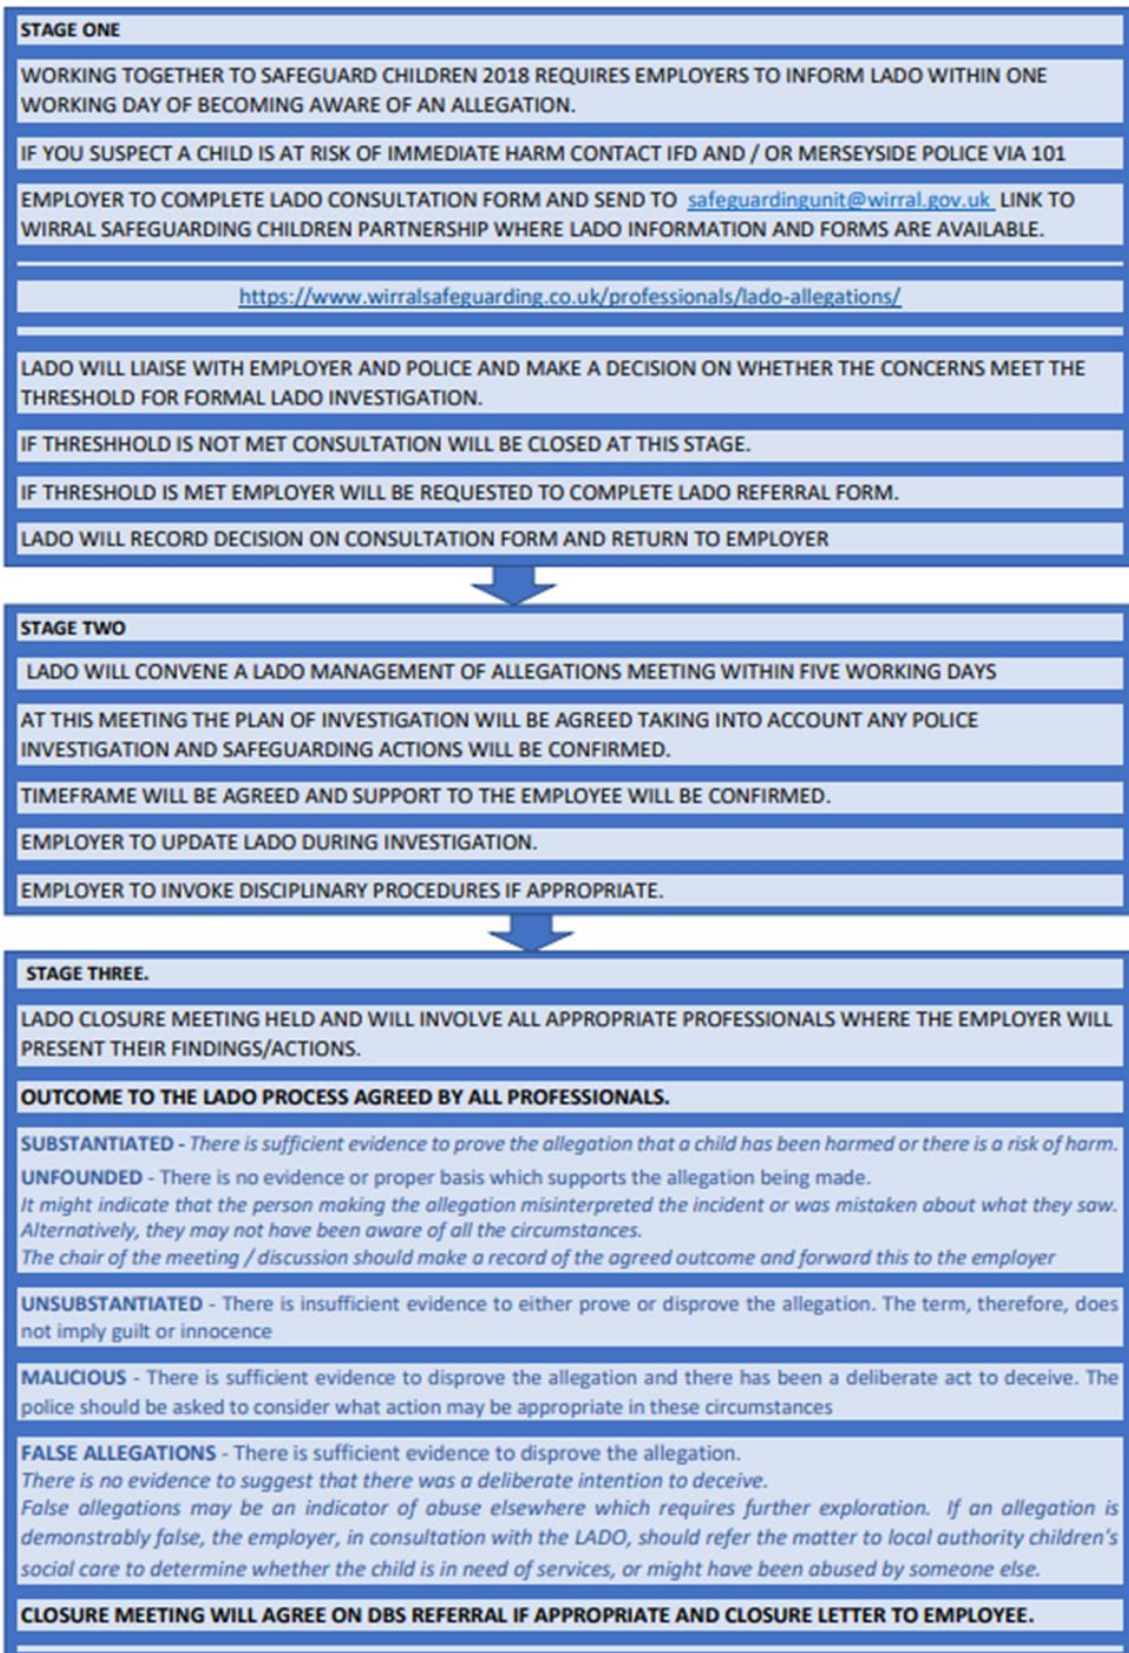 STAGE ONE
WORKING TOGETHER TO SAFEGUARD CHILDREN 2018 REQUIRES EMPLOYERS TO INFORM LADO WITHIN ONE
WORKING DAY OF BECOMING AWARE OF AN ALLEGATION.
IF YOU SUSPECT A CHILD IS AT RISK OF IMMEDIATE HARM CONTACT IFD AND / OR MERSEYSIDE POLICE VIA 101
EMPLOYER TO COMPLETE LADO CONSULTATION FORM AND SEND TO safeguardingunit@wirral.gov.uk LINK TO
WIRRAL SAFEGUARDING CHILDREN PARTNERSHIP WHERE LADO INFORMATION AND FORMS ARE AVAILABLE.
https://www.wirralsafeguarding.co.uk/professionals/lado-allegations/
LADO WILL LIAISE WITH EMPLOYER AND POLICE AND MAKE A DECISION ON WHETHER THE CONCERNS MEET THE
THRESHOLD FOR FORMAL LADO INVESTIGATION.
IF THRESHHOLD IS NOT MET CONSULTATION WILL BE CLOSED AT THIS STAGE.
IF THRESHOLD IS MET EMPLOYER WILL BE REQUESTED TO COMPLETE LADO REFERRAL FORM.
LADO WILL RECORD DECISION ON CONSULTATION FORM AND RETURN TO EMPLOYER
STAGE TWO
LADO WILL CONVENE A LADO MANAGEMENT OF ALLEGATIONS MEETING WITHIN FIVE WORKING DAYS
AT THIS MEETING THE PLAN OF INVESTIGATION WILL BE AGREED TAKING INTO ACCOUNT ANY POLICE
INVESTIGATION AND SAFEGUARDING ACTIONS WILL BE CONFIRMED.
TIMEFRAME WILL BE AGREED AND SUPPORT TO THE EMPLOYEE WILL BE CONFIRMED.
EMPLOYER TO UPDATE LADO DURING INVESTIGATION.
EMPLOYER TO INVOKE DISCIPLINARY PROCEDURES IF APPROPRIATE.
STAGE THREE.
LADO CLOSURE MEETING HELD AND WILL INVOLVE ALL APPROPRIATE PROFESSIONALS WHERE THE EMPLOYER WILL
PRESENT THEIR FINDINGS/ACTIONS.
OUTCOME TO THE LADO PROCESS AGREED BY ALL PROFESSIONALS.
SUBSTANTIATED - There is sufficient evidence to prove the allegation that a child has been harmed or there is a risk of harm.
UNFOUNDED - There is no evidence or proper basis which supports the allegation being made.
It might indicate that the person making the allegation misinterpreted the incident or was mistaken about what they saw.
Alternatively, they may not have been aware of all the circumstances.
The chair of the meeting / discussion should make a record of the agreed outcome and forward this to the employer
UNSUBSTANTIATED - There is insufficient evidence to either prove or disprove the allegation. The term, therefore, does
not imply guilt or innocence
MALICIOUS - There is sufficient evidence to disprove the allegation and there has been a deliberate act to deceive. The
police should be asked to consider what action may be appropriate in these circumstances
FALSE ALLEGATIONS - There is sufficient evidence to disprove the allegation.
There is no evidence to suggest that there was a deliberate intention to deceive.
False allegations may be an indicator of abuse elsewhere which requires further exploration. If an allegation is
demonstrably false, the employer, in consultation with the LADO, should refer the matter to local authority children's
social care to determine whether the child is in need of services, or might have been abused by someone else.
CLOSURE MEETING WILL AGREE ON DBS REFERRAL IF APPROPRIATE AND CLOSURE LETTER TO EMPLOYEE.